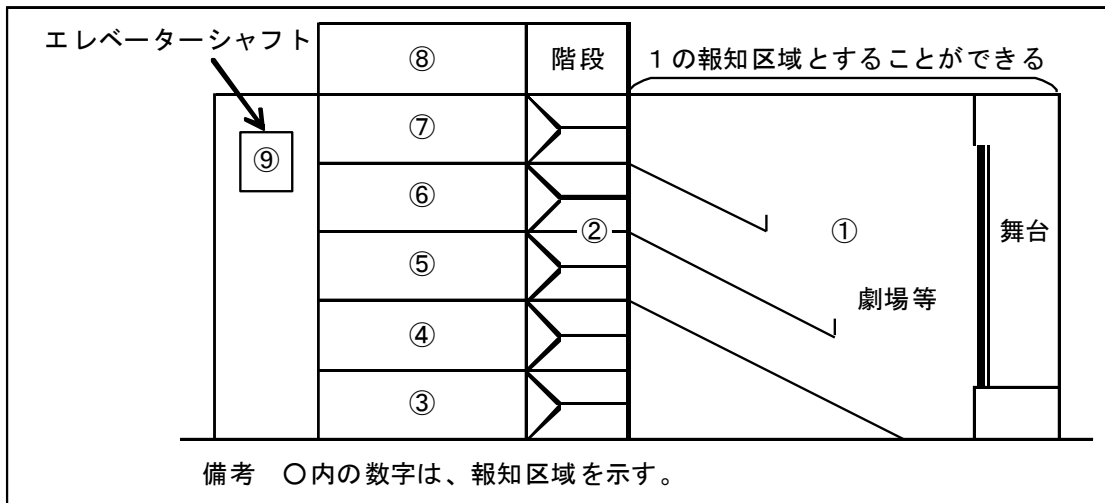 エレベーターシャフト
⑧
階段
1の報知区域とすることができる
⑦
⑨
⑥
②
①
舞台
⑤
劇場等
④
③
備考 ○内の数字は、報知区域を示す。